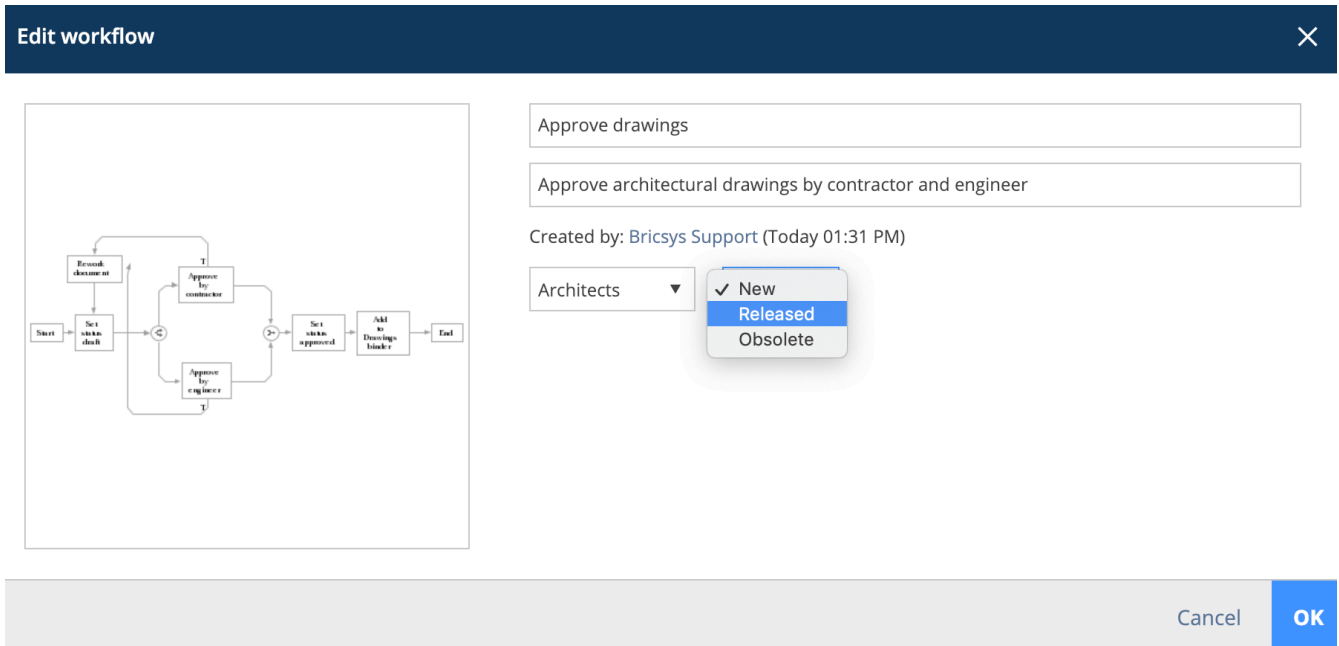 Edit workflow
Approve drawings
Approve architectural drawings by contractor and engineer
Created by: Bricsys Support (Today 01:31 PM)
Architects
New
Released
Obsolete
Rework
document
T
Approve
by
contractor
Start
Set
status
draft
Set
status
approved
Add
to
Drawings
binder
End
Approve
by
engineer
T
Cancel
OK